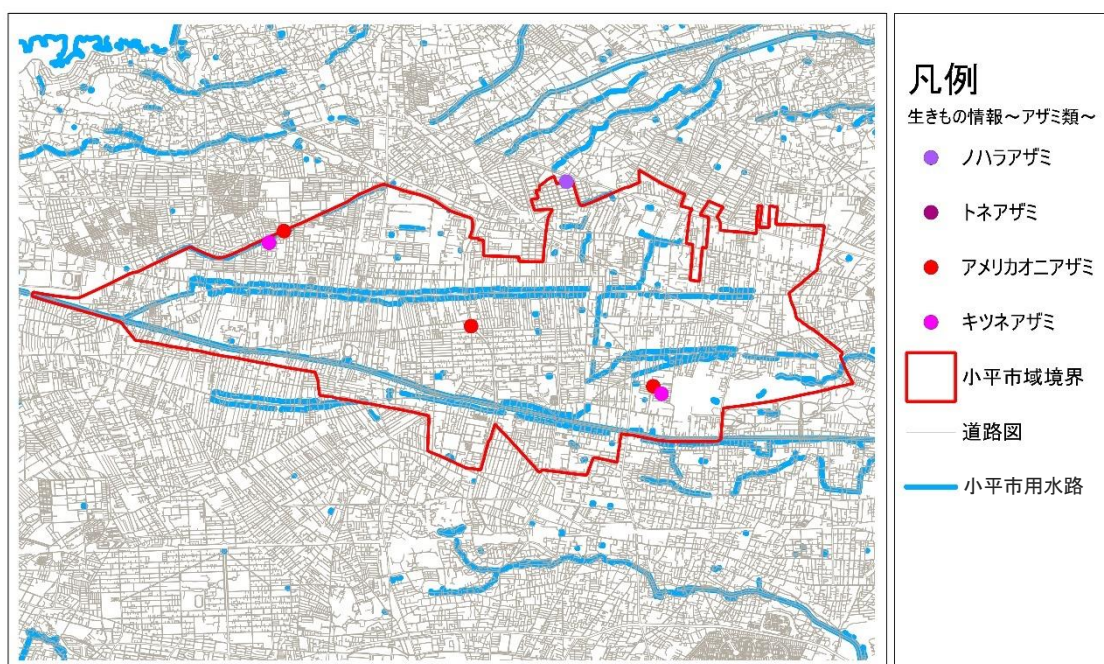 凡例
生きもの情報～アザミ類～
ノハラアザミ
トネアザミ
アメリカオニアザミ
キツネアザミ
小平市域境界
道路図
小平市用水路